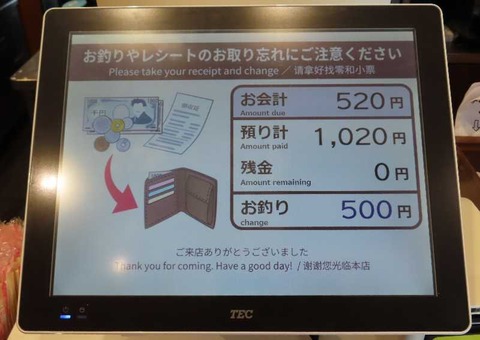 お釣りやレシートのお取り忘れにご注意ください
Please take your receipt and change / 请拿好找零和小票
お会計 520円
Amount due
預り計 1,020円
Amount paid
残金 0円
Amount remaining
お釣り 500円
change
ご来店ありがとうございました
Thank you for coming. Have a good day! / 谢谢您光临本店
TEC